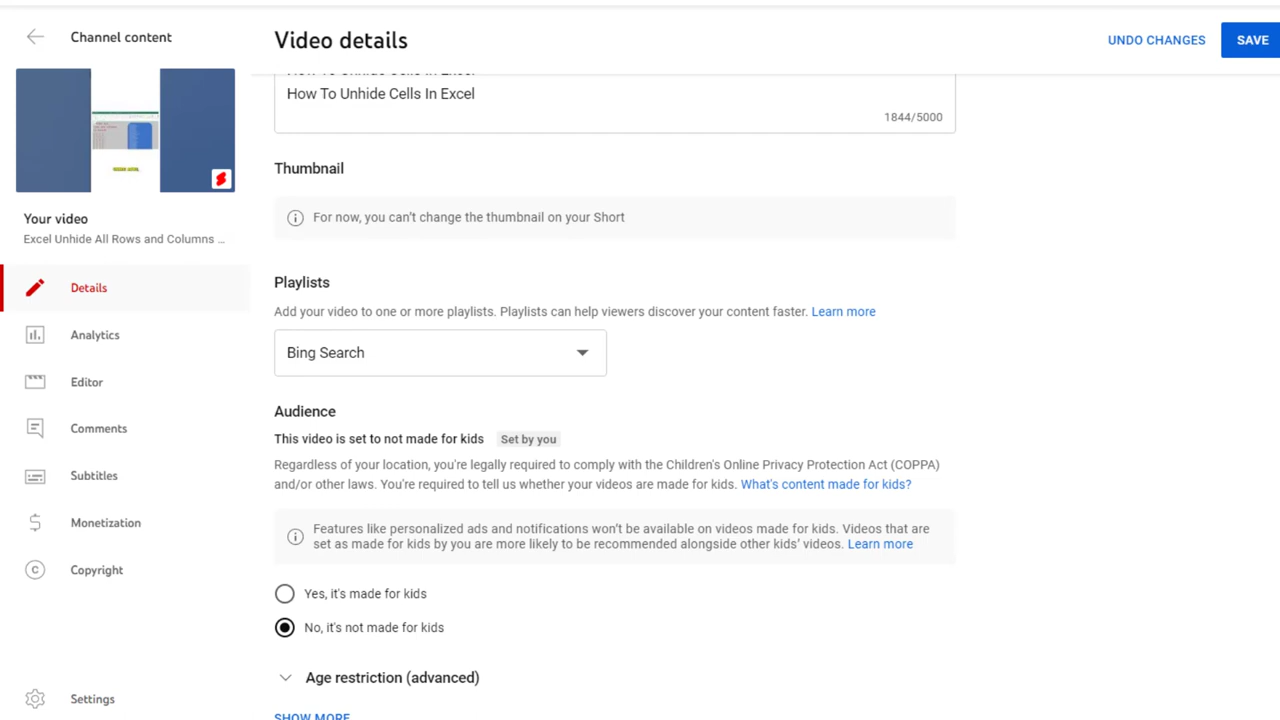 Channel content
Video details
UNDO CHANGES
SAVE
How To Unhide Cells In Excel
How To Unhide Cells In Excel
1844/5000
Thumbnail
For now, you can't change the thumbnail on your Short
Your video
Excel Unhide All Rows and Columns ...
Playlists
Add your video to one or more playlists. Playlists can help viewers discover your content faster. Learn more
Bing Search
Details
Analytics
Editor
Comments
Subtitles
Monetization
Copyright
Settings
Audience
This video is set to not made for kids Set by you
Regardless of your location, you're legally required to comply with the Children's Online Privacy Protection Act (COPPA)
and/or other laws. You're required to tell us whether your videos are made for kids. What's content made for kids?
Features like personalized ads and notifications won't be available on videos made for kids. Videos that are
set as made for kids by you are more likely to be recommended alongside other kids' videos. Learn more
Yes, it's made for kids
No, it's not made for kids
Age restriction (advanced)
SHOW MORE